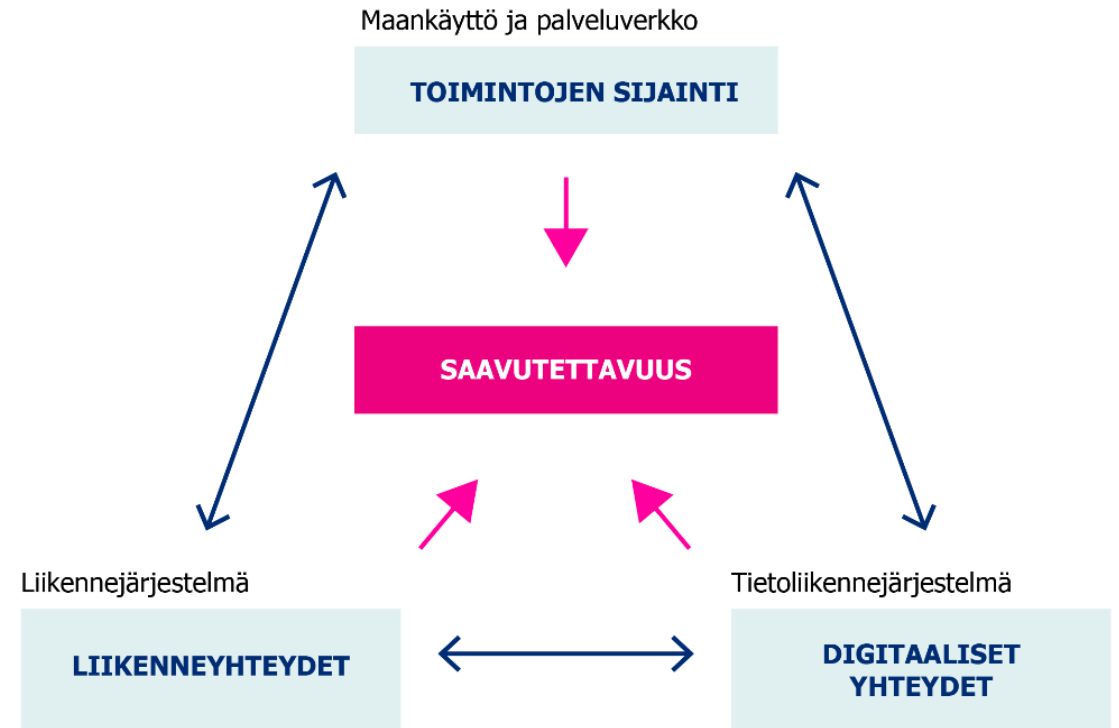 Maankäyttö ja palveluverkko
TOIMINTOJEN SIJAINTI
SAAVUTETTAVUUS
Liikennejärjestelmä
LIIKENNEYHTEYDET
Tietoliikennejärjestelmä
DIGITAALISET
YHTEYDET